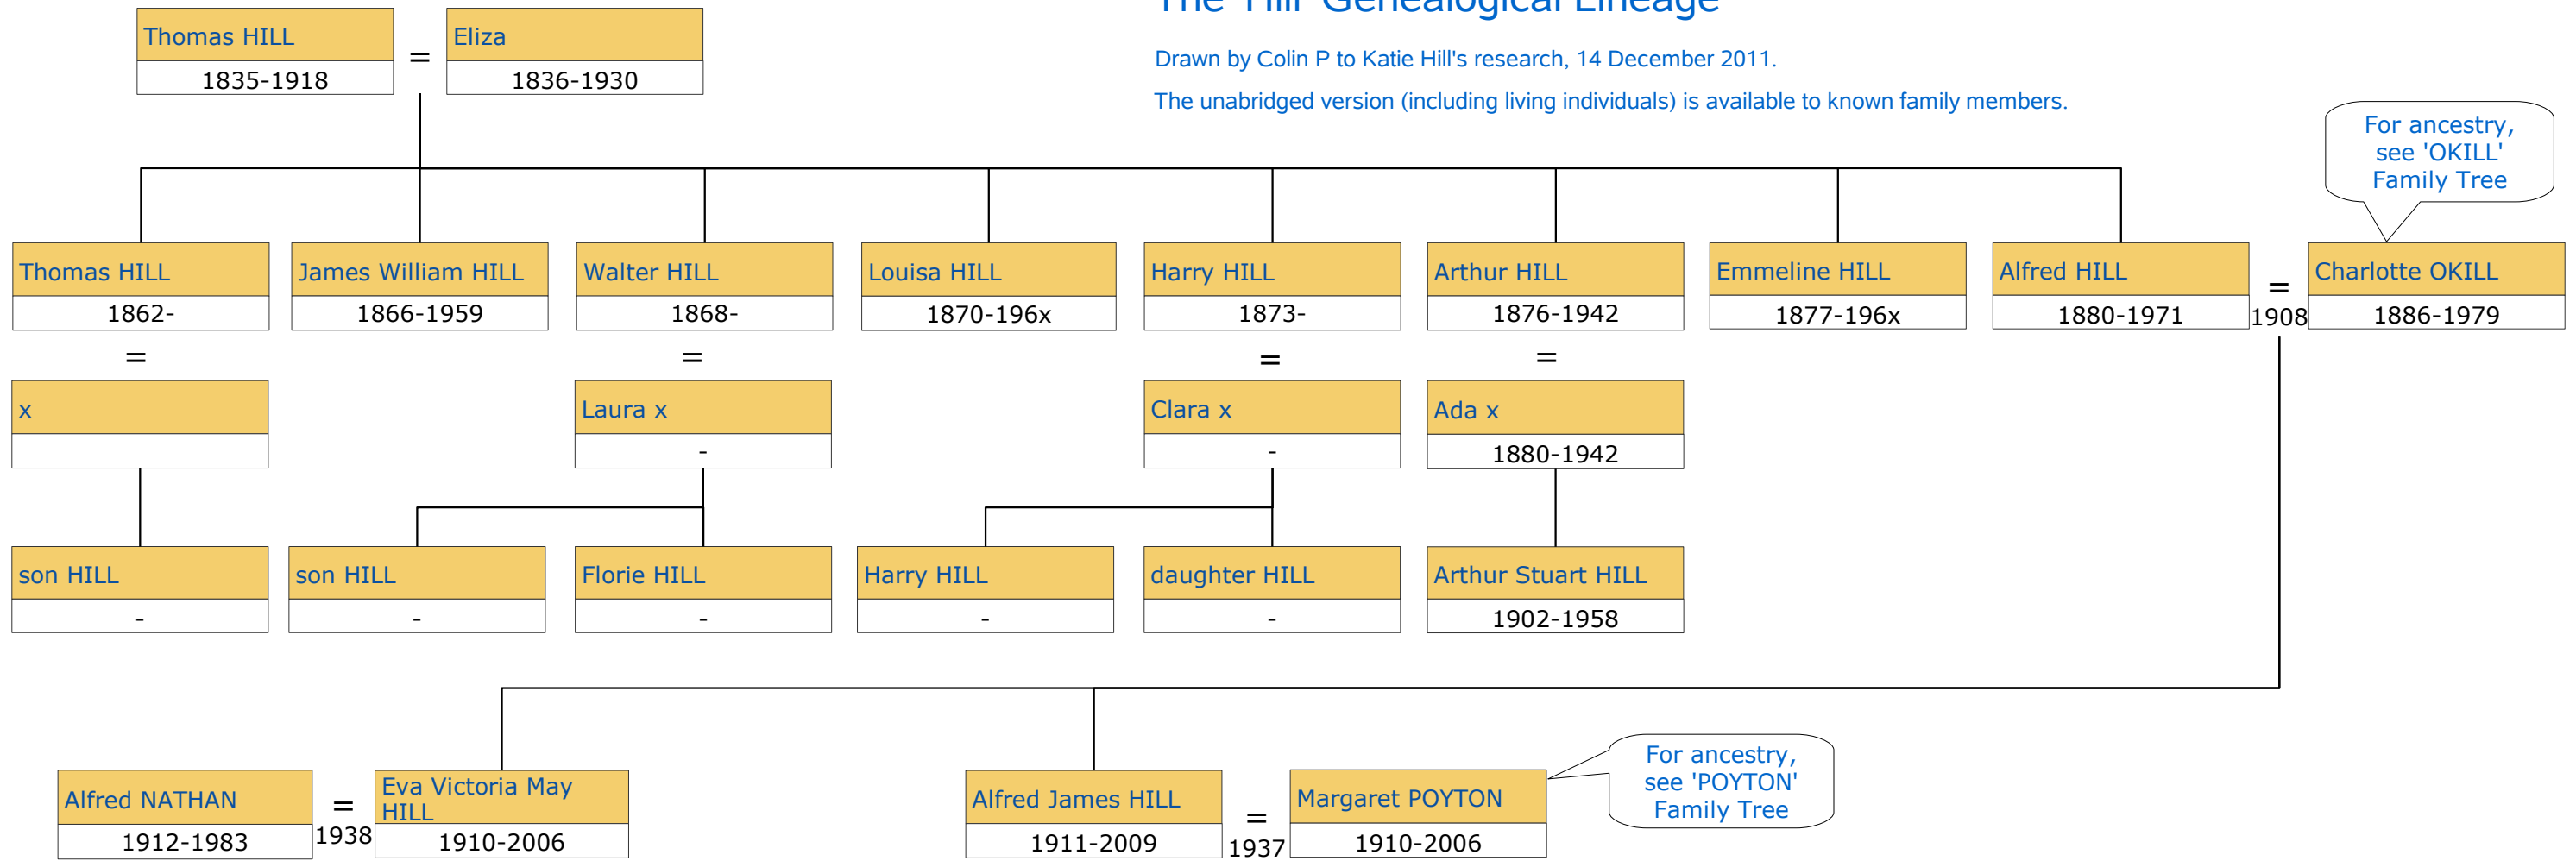 The 'Hill' Genealogical Lineage
Drawn by Colin P to Katie Hill's research, 14 December 2011.
The unabridged version (including living individuals) is available to known family members.
Thomas HILL
1835-1918
=
Eliza
1836-1930
For ancestry,
see 'OKILL'
Family Tree
Thomas HILL
1862-
James William HILL
1866-1959
Walter HILL
1868-
Louisa HILL
1870-196x
Harry HILL
1873-
Arthur HILL
1876-1942
Emmeline HILL
1877-196x
Alfred HILL
1880-1971
=
1908
Charlotte OKILL
1886-1979
=
=
=
=
x
Laura x
-
Clara x
-
Ada x
1880-1942
son HILL
-
son HILL
-
Florie HILL
-
Harry HILL
-
daughter HILL
-
Arthur Stuart HILL
1902-1958
Alfred NATHAN
1912-1983
=
1938
Eva Victoria May
HILL
1910-2006
Alfred James HILL
1911-2009
=
1937
Margaret POYTON
1910-2006
For ancestry,
see 'POYTON'
Family Tree